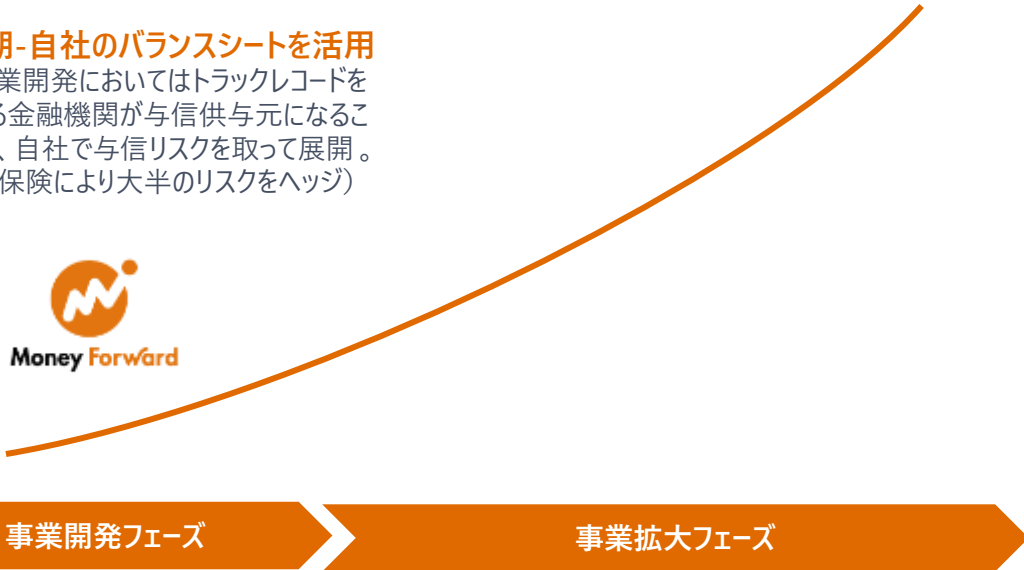 期-自社のバランスシートを活用
業開発においてはトラックレコードを
る金融機関が与信供与元になるこ
、自社で与信リスクを取って展開。
保険により大半のリスクをヘッジ）
Money Forward
事業開発フェーズ
事業拡大フェーズ